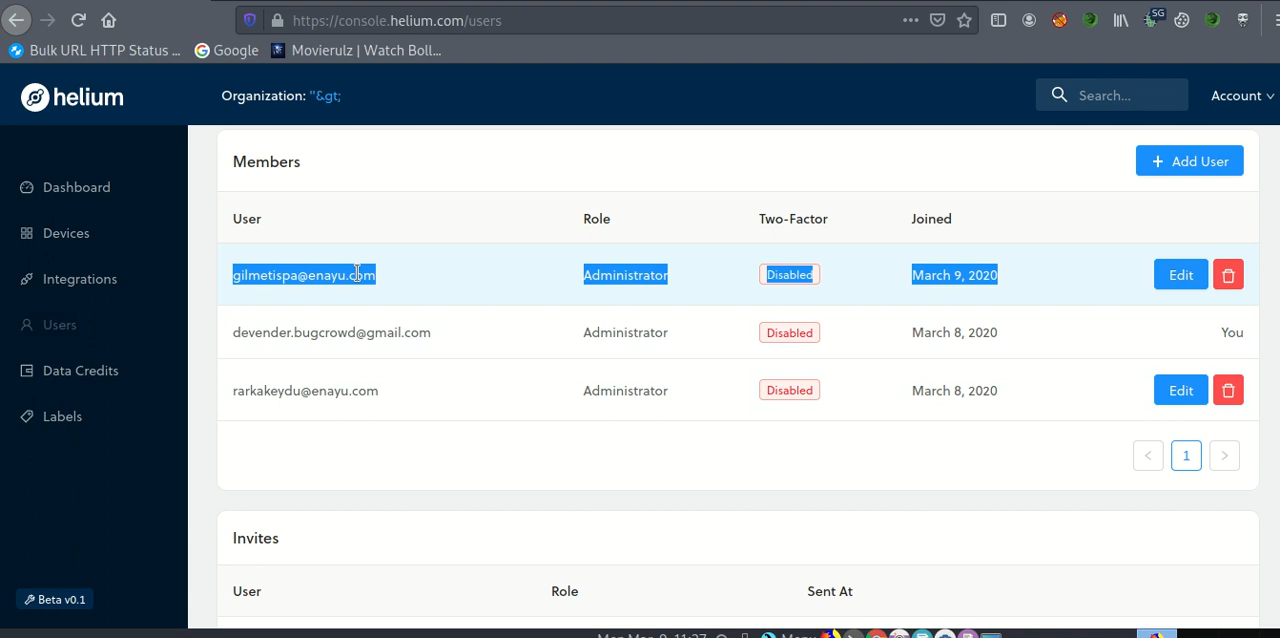 https://console.helium.com/users
SG
Bulk URL HTTP Status ... Google Movierulz | Watch Boll...
helium Organization: "&gt; Search... Account
Members + Add User
Dashboard
User Role Two-Factor Joined
Devices
gilmetispa@enayu.com Administrator Disabled March 9, 2020 Edit
Integrations
Users
devender.bugcrowd@gmail.com Administrator Disabled March 8, 2020 You
Data Credits
rarkakeydu@enayu.com Administrator Disabled March 8, 2020 Edit
Labels
< 1 >
Invites
User Role Sent At
Beta v0.1